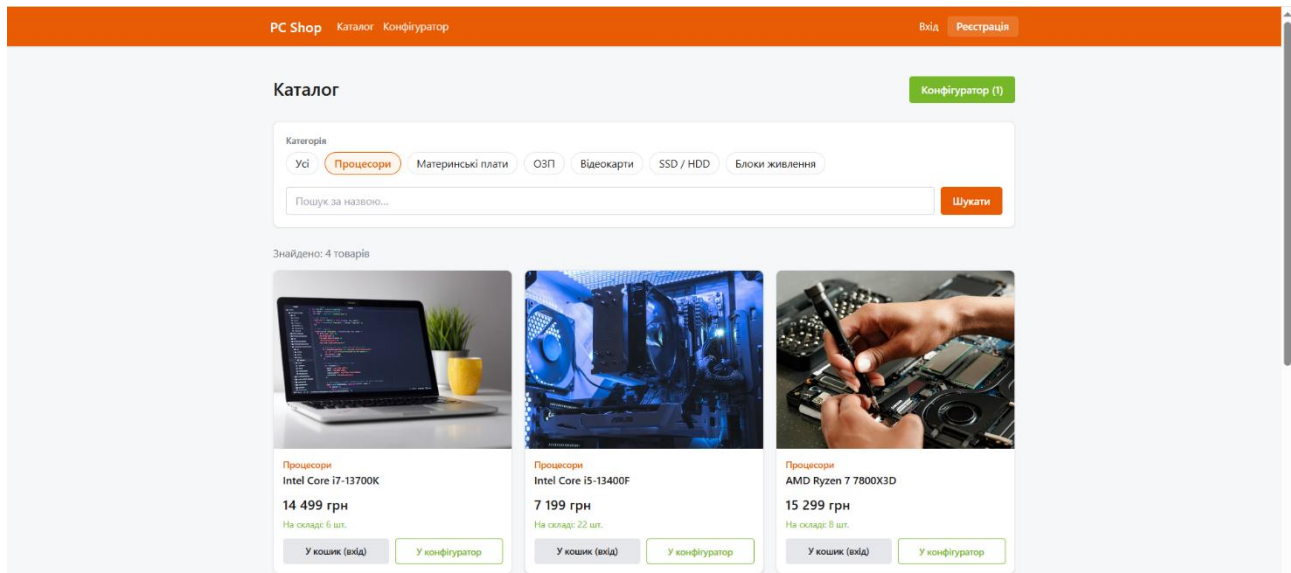 PC Shop Каталог Конфігуратор Вхід Реєстрація
Каталог Конфігуратор (1)
Категорія
Усі Процесори Материнські плати ОЗП Відеокарти SSD / HDD Блоки живлення
Пошук за назвою... Шукати
Знайдено: 4 товарів
Процесори Процесори Процесори
Intel Core i7-13700K Intel Core i5-13400F AMD Ryzen 7 7800X3D
14 499 грн 7 199 грн 15 299 грн
На складі: 6 шт. На складі: 22 шт. На складі: 8 шт.
У кошик (вхід) У конфігуратор У кошик (вхід) У конфігуратор У кошик (вхід) У конфігуратор